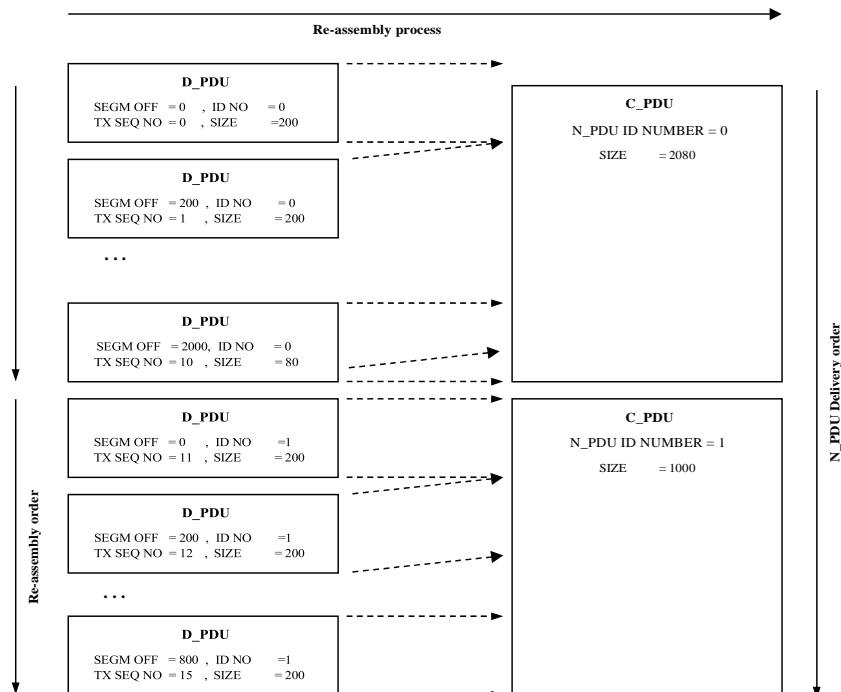 Re-assembly process
D_PDU
SEGM OFF = 0 , ID NO = 0
TX SEQ NO = 0 , SIZE =200
D_PDU
SEGM OFF = 200 , ID NO = 0
TX SEQ NO = 1 , SIZE = 200
...
D_PDU
SEGM OFF = 2000, ID NO = 0
TX SEQ NO = 10 , SIZE = 80
C_PDU
N_PDU ID NUMBER = 0
SIZE = 2080
D_PDU
SEGM OFF = 0 , ID NO =1
TX SEQ NO = 11 , SIZE = 200
D_PDU
SEGM OFF = 200 , ID NO =1
TX SEQ NO = 12 , SIZE = 200
...
D_PDU
SEGM OFF = 800 , ID NO =1
TX SEQ NO = 15 , SIZE = 200
C_PDU
N_PDU ID NUMBER = 1
SIZE = 1000
Re-assembly order
N_PDU Delivery order